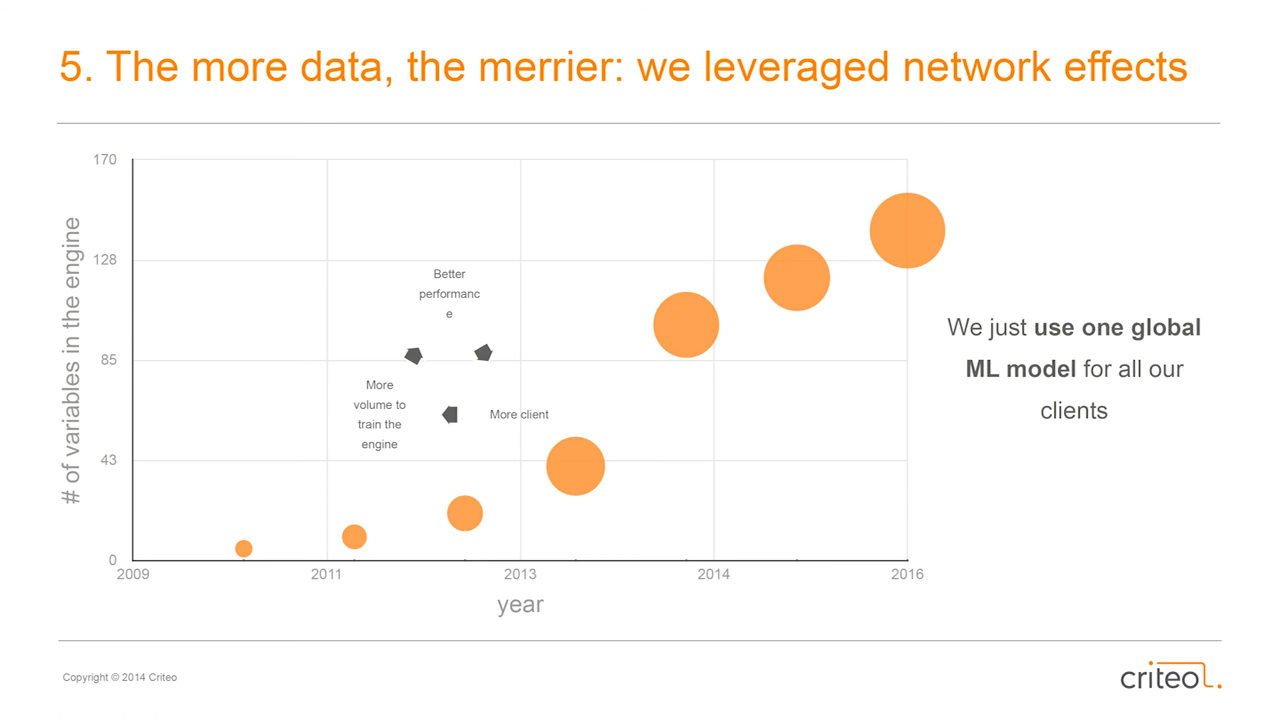 5. The more data, the merrier: we leveraged network effects
170
128
85
43
0
# of variables in the engine
Better
performanc
e
More
volume to
train the
engine
More client
2009
2011
2013
2014
2016
year
We just use one global
ML model for all our
clients
Copyright © 2014 Criteo
criteo